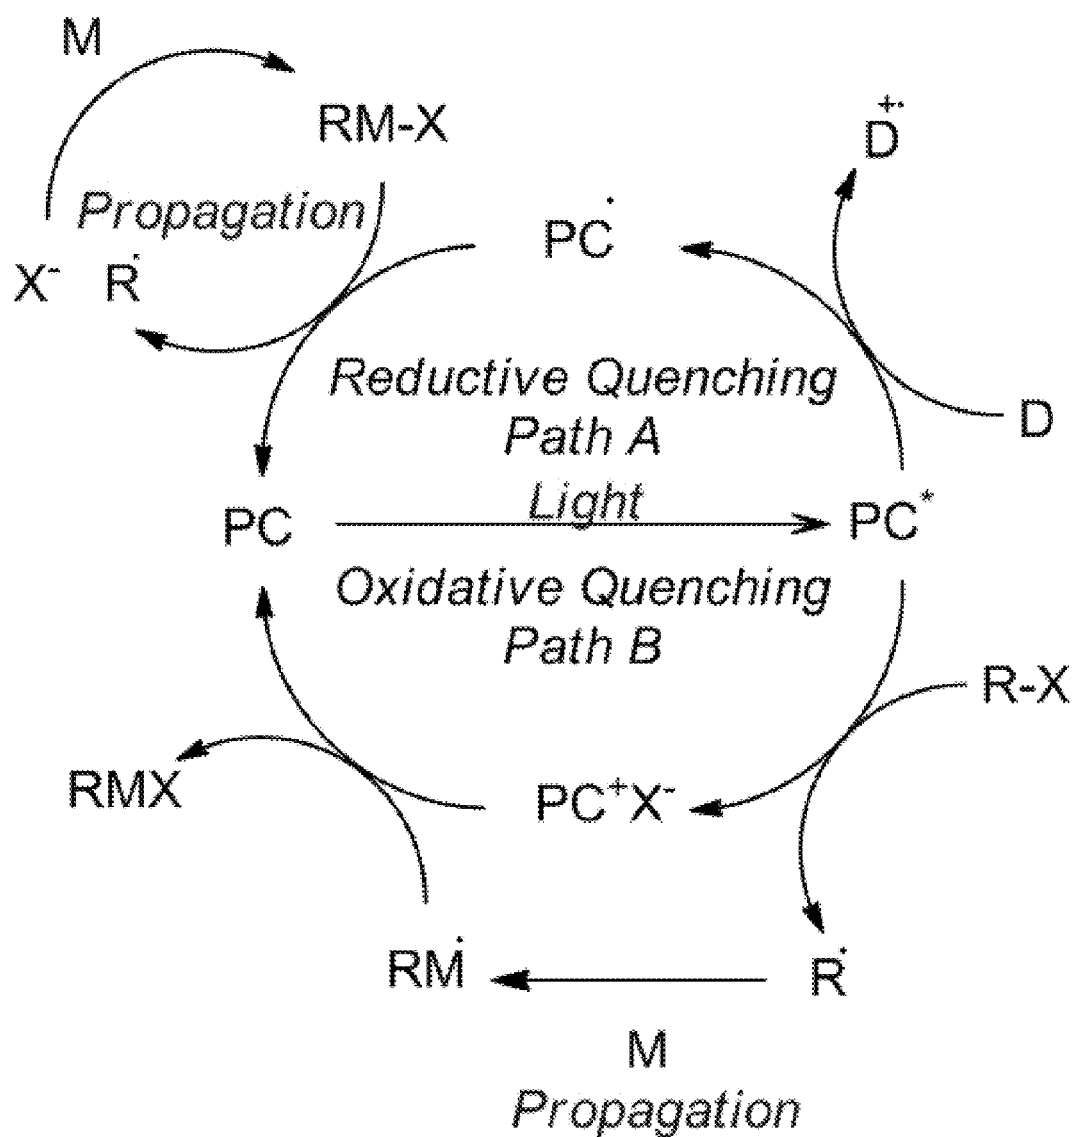 M
RM-X
D+·
Propagation
PC·
X- R·
Reductive Quenching
Path A
D
Light
PC
PC*
Oxidative Quenching
Path B
R-X
RMX
PC+X-
RM·
R·
M
Propagation